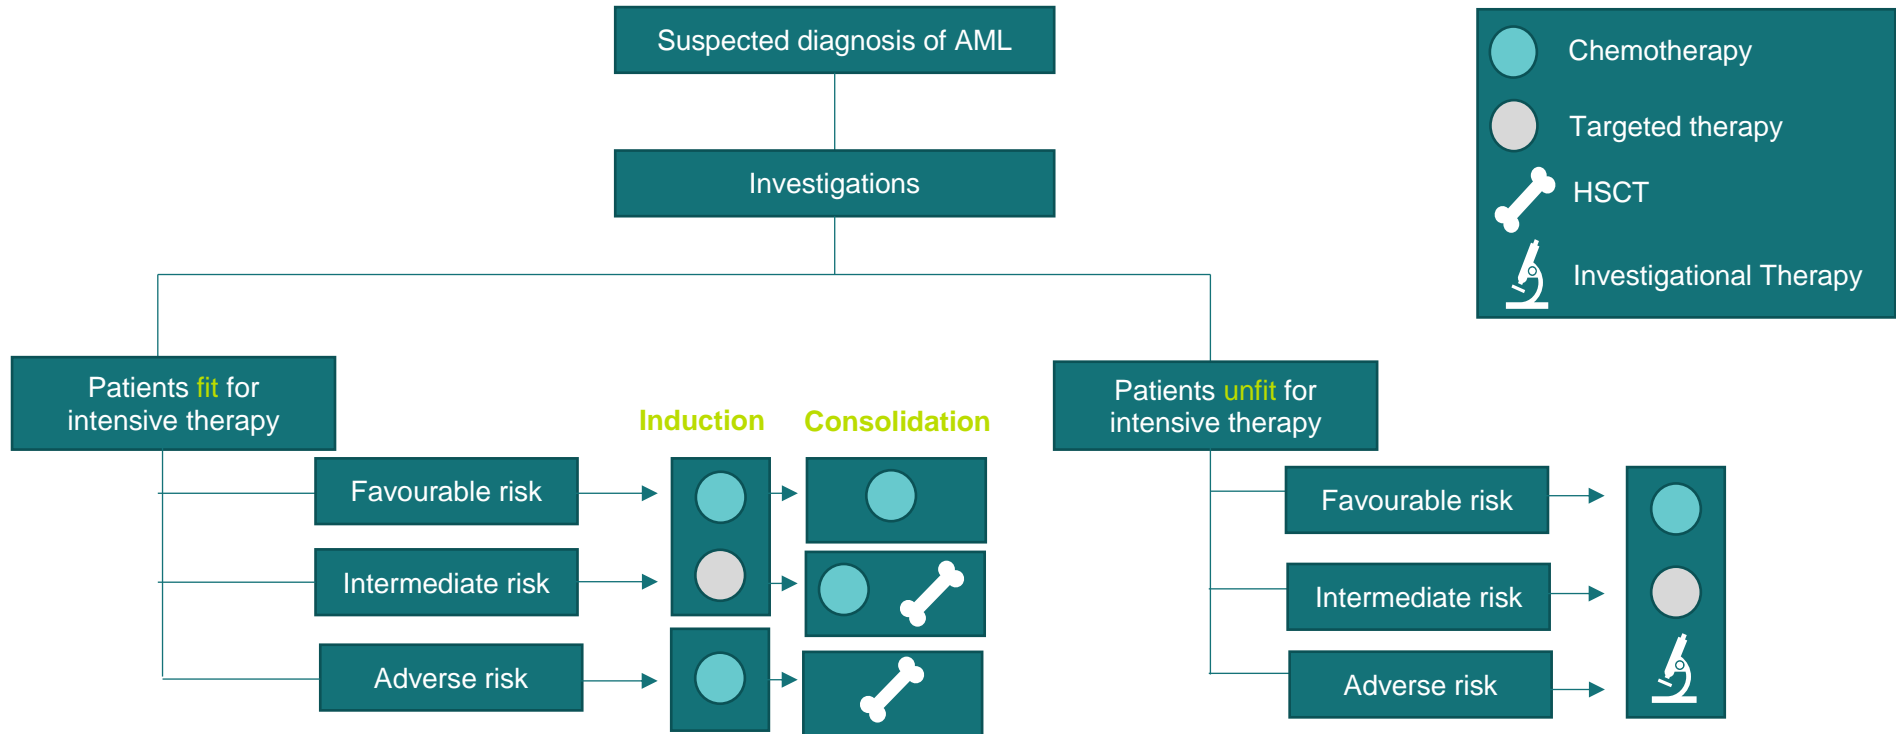 Suspected diagnosis of AML
Investigations
Chemotherapy
Targeted therapy
HSCT
Investigational Therapy
Patients fit for
intensive therapy
Induction
Consolidation
Favourable risk
Intermediate risk
Adverse risk
Patients unfit for
intensive therapy
Favourable risk
Intermediate risk
Adverse risk